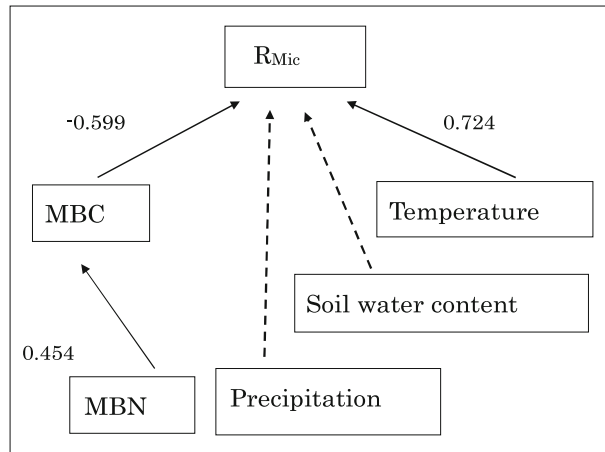 RMic
-0.599
0.724
MBC
Temperature
Soil water content
0.454
MBN
Precipitation